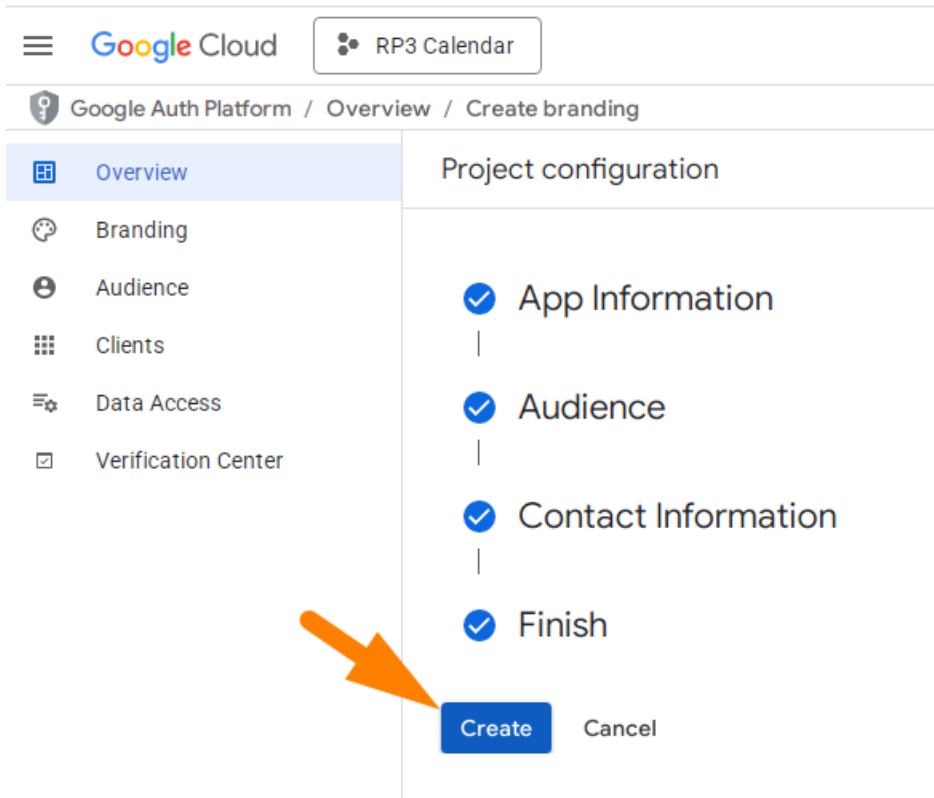 Google Cloud RP3 Calendar
Google Auth Platform / Overview / Create branding
Overview
Branding
Audience
Clients
Data Access
Verification Center
Project configuration
App Information
Audience
Contact Information
Finish
Create Cancel